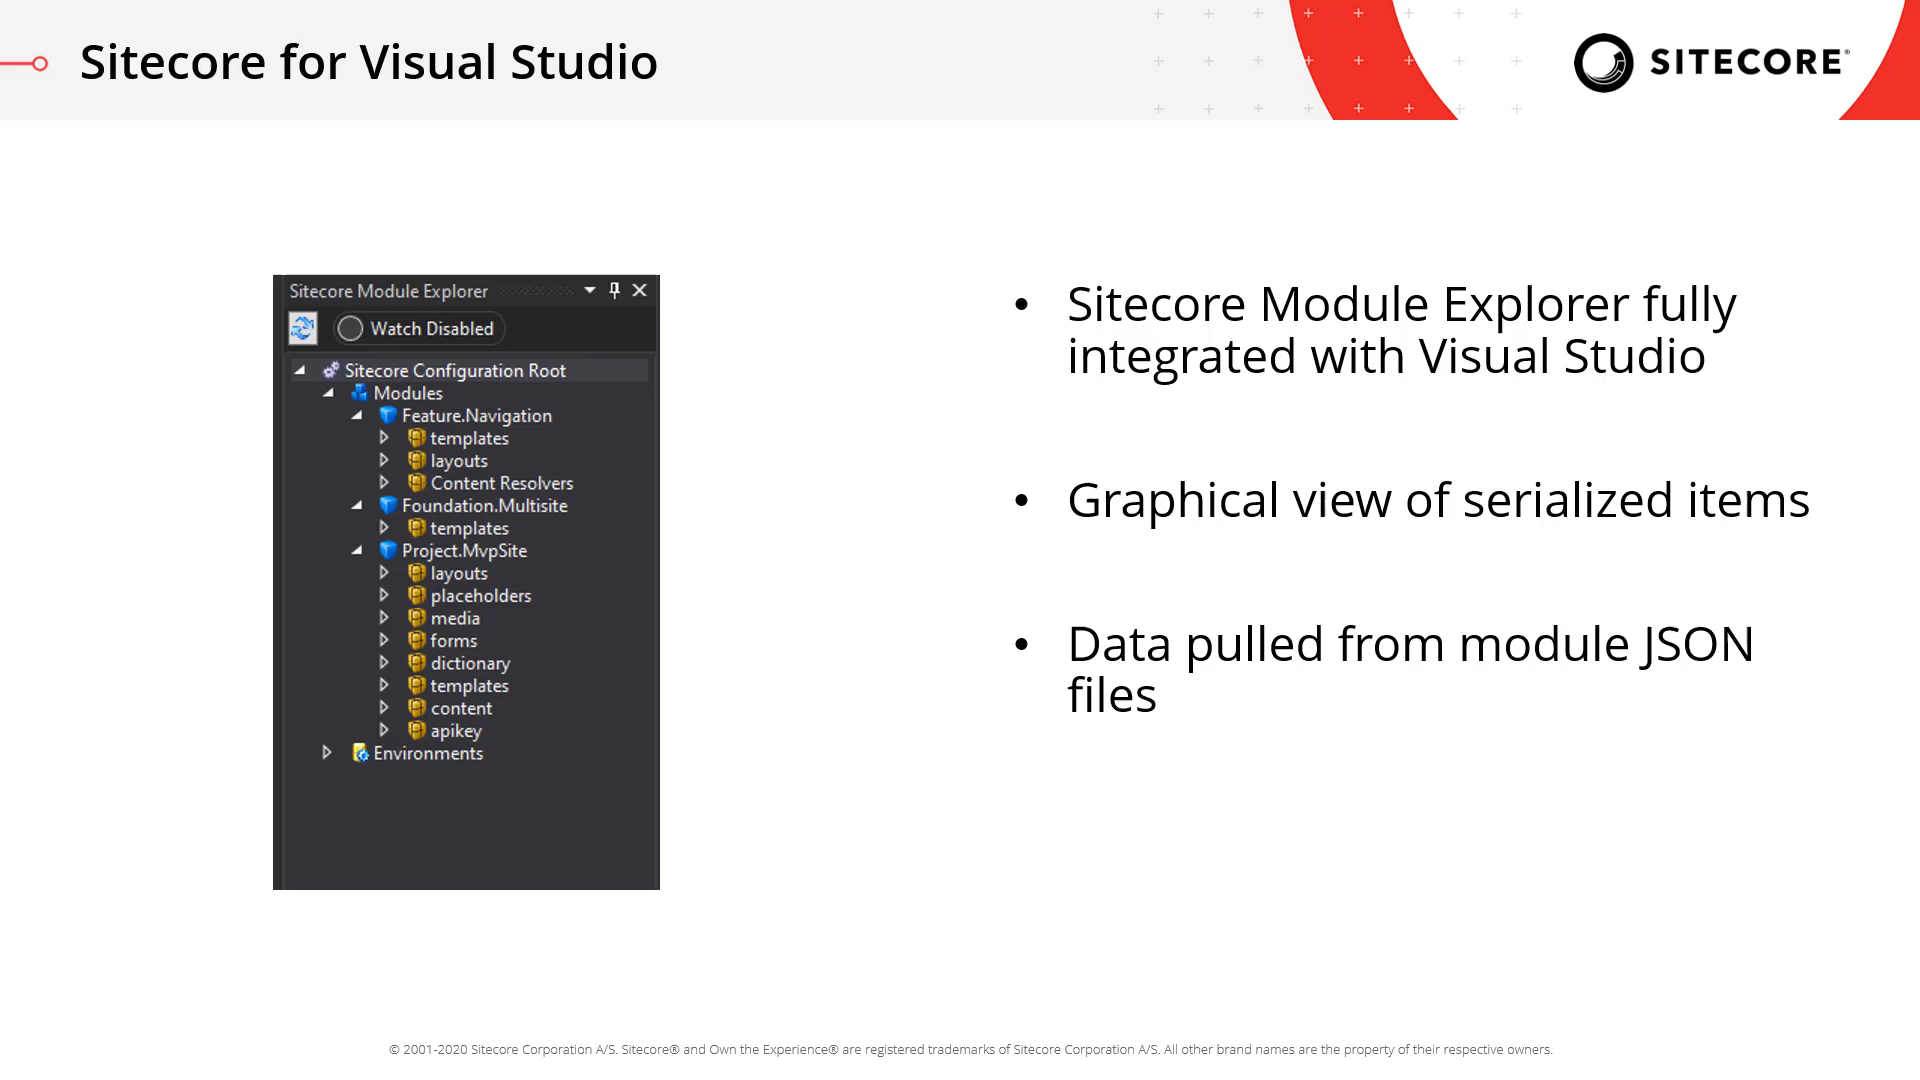 Sitecore for Visual Studio
SITECORE®
Sitecore Module Explorer
Watch Disabled
Sitecore Configuration Root
Modules
Feature.Navigation
templates
layouts
Content Resolvers
Foundation.Multisite
templates
Project.MvpSite
layouts
placeholders
media
forms
dictionary
templates
content
apikey
Environments
• Sitecore Module Explorer fully
integrated with Visual Studio
• Graphical view of serialized items
• Data pulled from module JSON
files
© 2001-2020 Sitecore Corporation A/S. Sitecore® and Own the Experience® are registered trademarks of Sitecore Corporation A/S. All other brand names are the property of their respective owners.